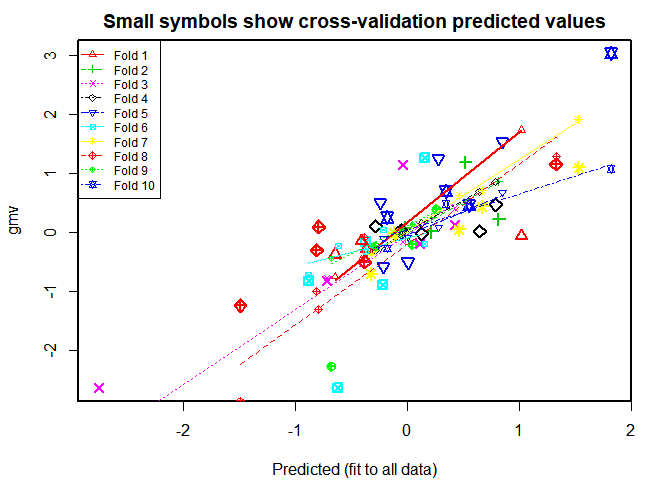 Small symbols show cross-validation predicted values
Fold 1
Fold 2
Fold 3
Fold 4
Fold 5
Fold 6
Fold 7
Fold 8
Fold 9
Fold 10
3
2
1
0
-1
-2
gmv
-2 -1 0 1 2
Predicted (fit to all data)